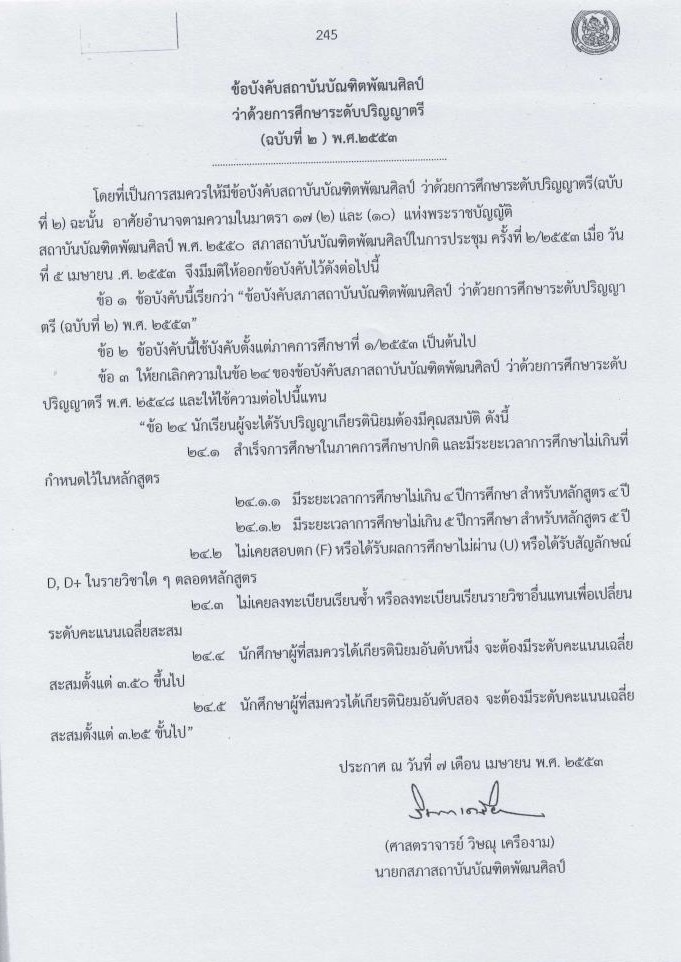 245
ข้อบังคับสถาบันบัณฑิตพัฒนศิลป์
ว่าด้วยการศึกษาระดับปริญญาตรี
(ฉบับที่ ๒ ) พ.ศ.๒๕๕๓
โดยที่เป็นการสมควรให้มีข้อบังคับสถาบันบัณฑิตพัฒนศิลป์ ว่าด้วยการศึกษาระดับปริญญาตรี(ฉบับ
ที่ ๒) ฉะนั้น อาศัยอำนาจตามความในมาตรา ๑๗ (๒) และ (๑๐) แห่งพระราชบัญญัติ
สถาบันบัณฑิตพัฒนศิลป์ พ.ศ. ๒๕๕๐ สภาสถาบันบัณฑิตพัฒนศิลป์ในการประชุม ครั้งที่ ๒/๒๕๕๓ เมื่อ วัน
ที่ ๕ เมษายน .ศ. ๒๕๕๓ จึงมีมติให้ออกข้อบังคับไว้ดังต่อไปนี้
ข้อ ๑ ข้อบังคับนี้เรียกว่า “ข้อบังคับสภาสถาบันบัณฑิตพัฒนศิลป์ ว่าด้วยการศึกษาระดับปริญญา
ตรี (ฉบับที่ ๒) พ.ศ. ๒๕๕๓”
ข้อ ๒ ข้อบังคับนี้ใช้บังคับตั้งแต่ภาคการศึกษาที่ ๑/๒๕๕๓ เป็นต้นไป
ข้อ ๓ ให้ยกเลิกความในข้อ ๒๔ ของข้อบังคับสภาสถาบันบัณฑิตพัฒนศิลป์ ว่าด้วยการศึกษาระดับ
ปริญญาตรี พ.ศ. ๒๕๔๘ และให้ใช้ความต่อไปนี้แทน
“ข้อ ๒๔ นักเรียนผู้จะได้รับปริญญาเกียรตินิยมต้องมีคุณสมบัติ ดังนี้
๒๔.๑ สำเร็จการศึกษาในภาคการศึกษาปกติ และมีระยะเวลาการศึกษาไม่เกินที่
กำหนดไว้ในหลักสูตร
๒๔.๑.๑ มีระยะเวลาการศึกษาไม่เกิน ๔ ปีการศึกษา สำหรับหลักสูตร ๔ ปี
๒๔.๑.๒ มีระยะเวลาการศึกษาไม่เกิน ๕ ปีการศึกษา สำหรับหลักสูตร ๕ ปี
๒๔.๒ ไม่เคยสอบตก (F) หรือได้รับผลการศึกษาไม่ผ่าน (U) หรือได้รับสัญลักษณ์
D, D+ ในรายวิชาใด ๆ ตลอดหลักสูตร
๒๔.๓ ไม่เคยลงทะเบียนเรียนซ้ำ หรือลงทะเบียนเรียนรายวิชาอื่นแทนเพื่อเปลี่ยน
ระดับคะแนนเฉลี่ยสะสม
๒๔.๔ นักศึกษาผู้ที่สมควรได้เกียรตินิยมอันดับหนึ่ง จะต้องมีระดับคะแนนเฉลี่ย
สะสมตั้งแต่ ๓.๕๐ ขึ้นไป
๒๔.๕ นักศึกษาผู้ที่สมควรได้เกียรตินิยมอันดับสอง จะต้องมีระดับคะแนนเฉลี่ย
สะสมตั้งแต่ ๓.๒๕ ขั้นไป”
ประกาศ ณ วันที่ ๗ เดือน เมษายน พ.ศ. ๒๕๕๓
(ศาสตราจารย์ วิษณุ เครืองาม)
นายกสภาสถาบันบัณฑิตพัฒนศิลป์